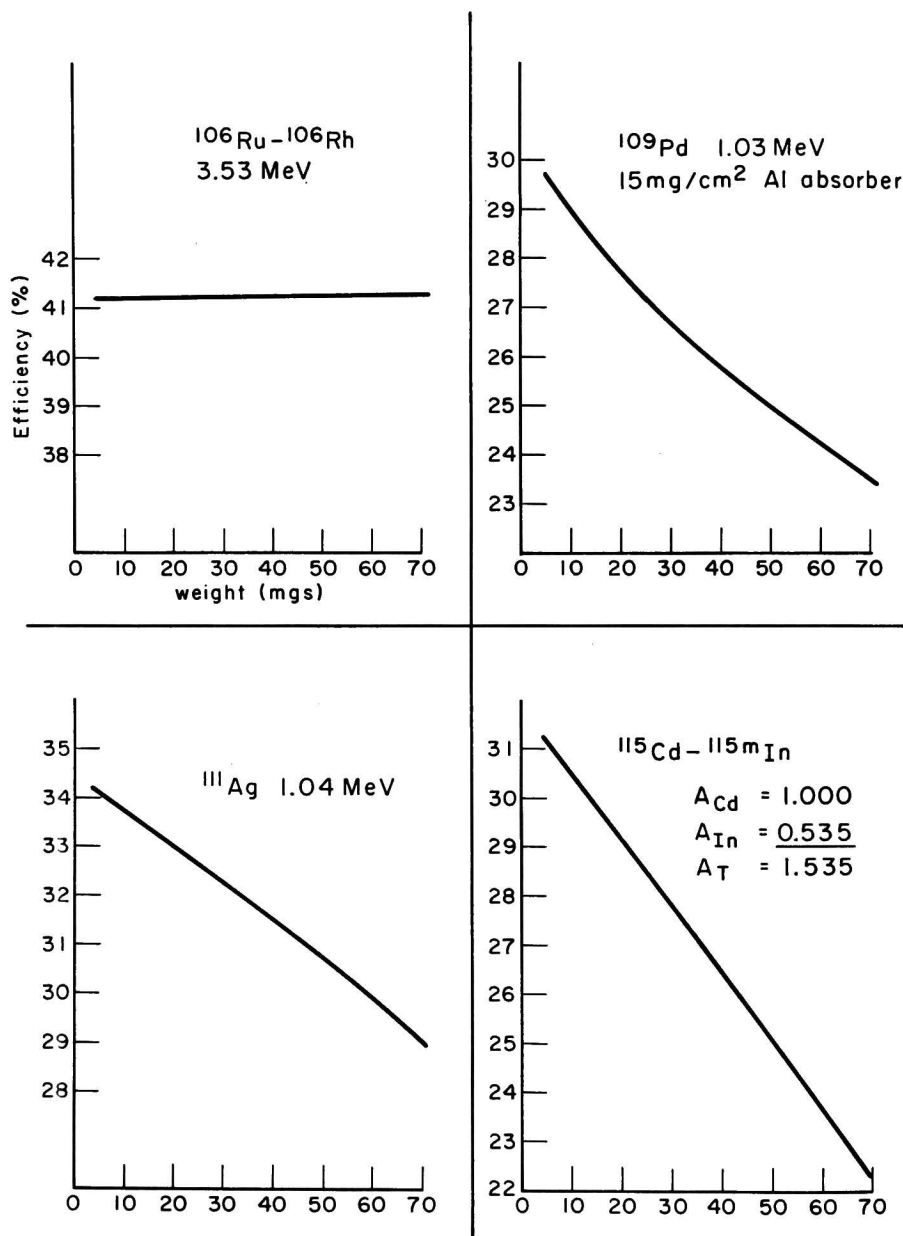 106Ru-106Rh
3.53 MeV
Efficiency (%)
42
41
40
39
38
0 10 20 30 40 50 60 70
weight (mgs)
109Pd 1.03 MeV
15mg/cm2 Al absorber
30
29
28
27
26
25
24
23
0 10 20 30 40 50 60 70
111Ag 1.04 MeV
35
34
33
32
31
30
29
28
0 10 20 30 40 50 60 70
115Cd-115mIn
ACd = 1.000
AIn = 0.535
AT = 1.535
31
30
29
28
27
26
25
24
23
22
0 10 20 30 40 50 60 70